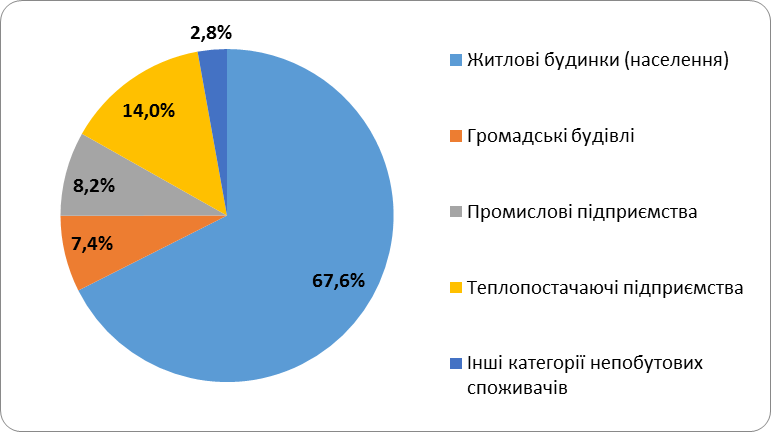 2,8%
14,0%
8,2%
7,4%
67,6%
Житлові будинки (населення)
Громадські будівлі
Промислові підприємства
Теплопостачаючі підприємства
Інші категорії непобутових
споживачів